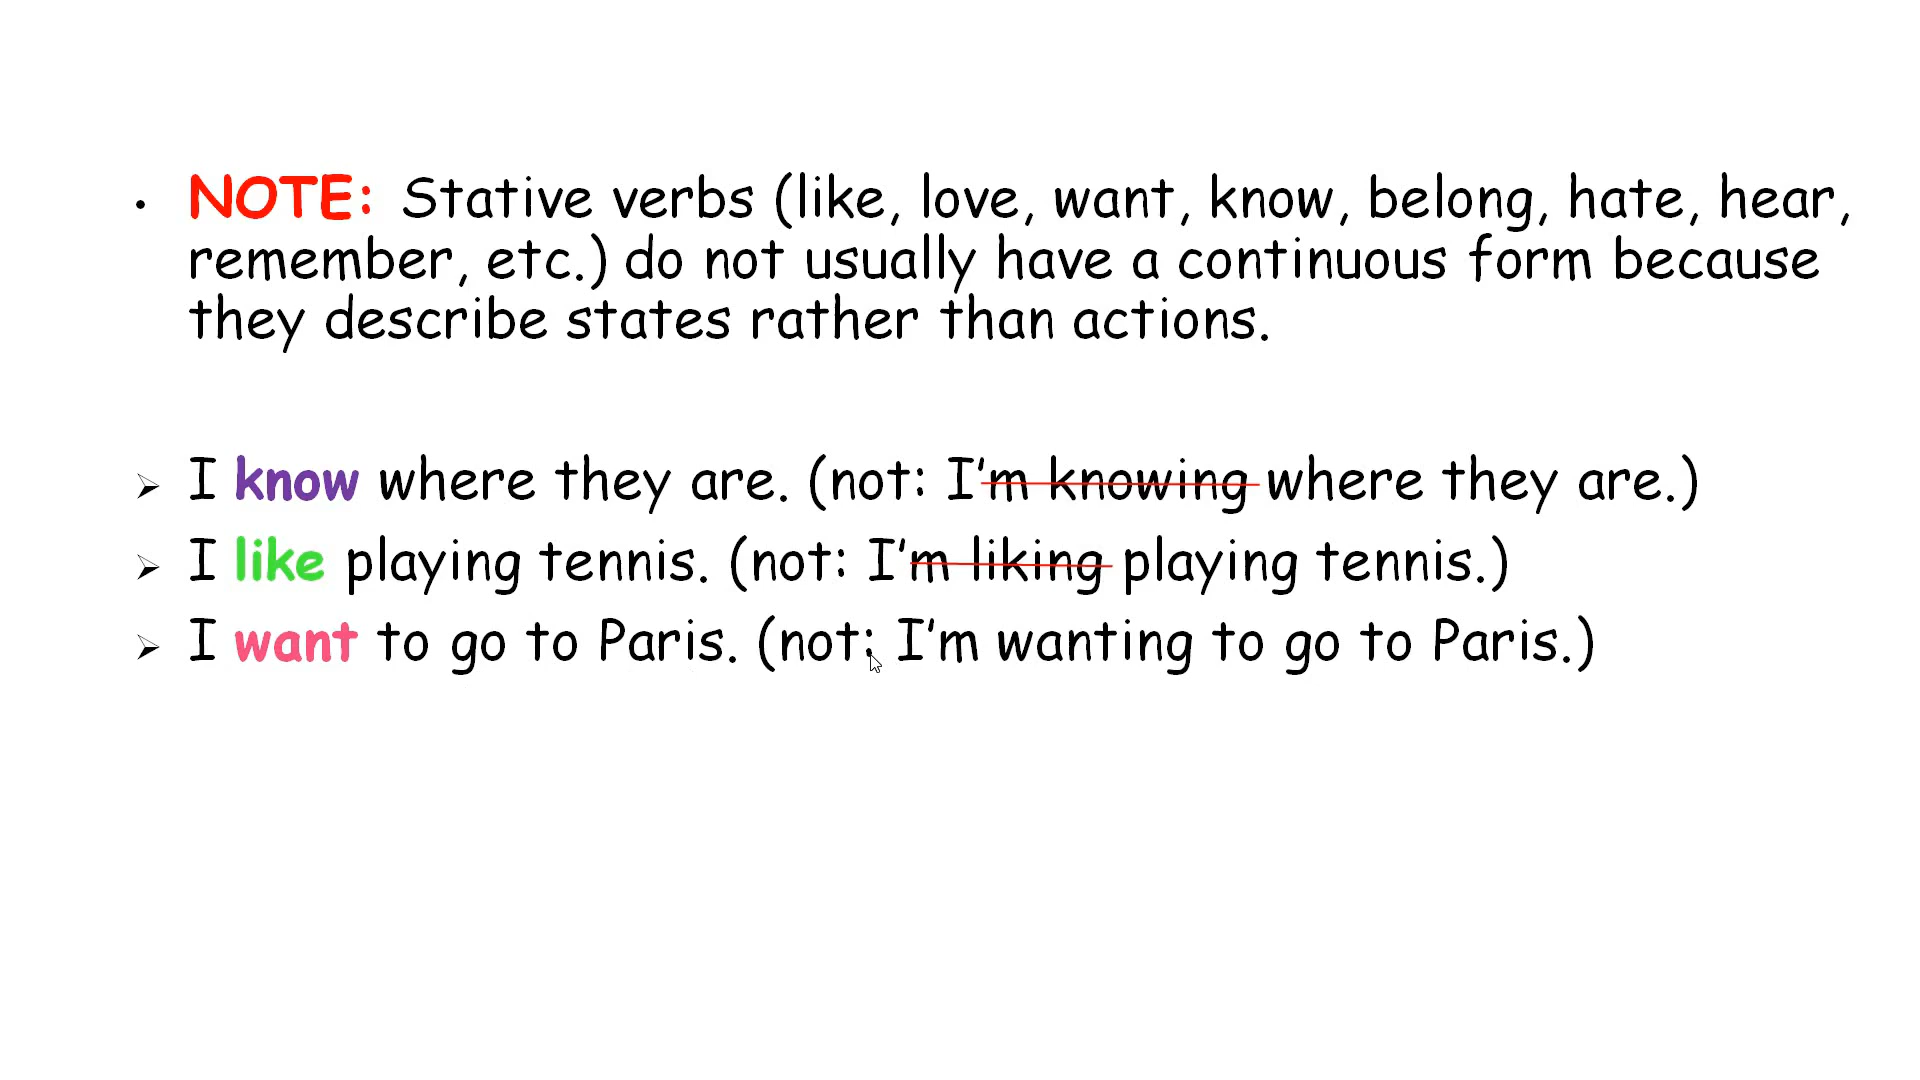 • NOTE: Stative verbs (like, love, want, know, belong, hate, hear,
remember, etc.) do not usually have a continuous form because
they describe states rather than actions.
➢ I know where they are. (not: I’m knowing where they are.)
➢ I like playing tennis. (not: I’m liking playing tennis.)
➢ I want to go to Paris. (not: I’m wanting to go to Paris.)